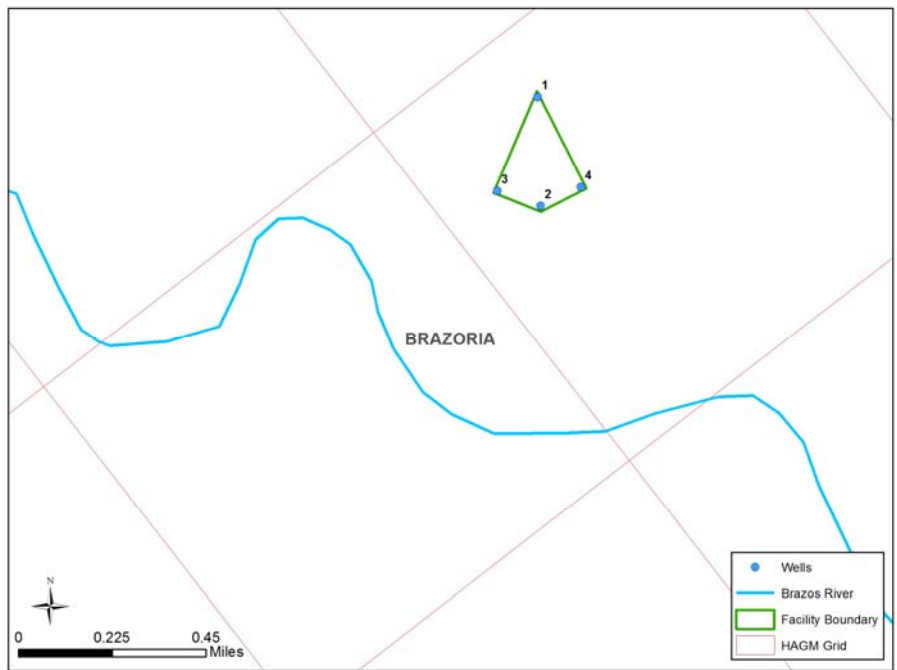 1
3
2
4
BRAZORIA
Wells
Brazos River
Facility Boundary
HAGM Grid
N
0 0.225 0.45
Miles